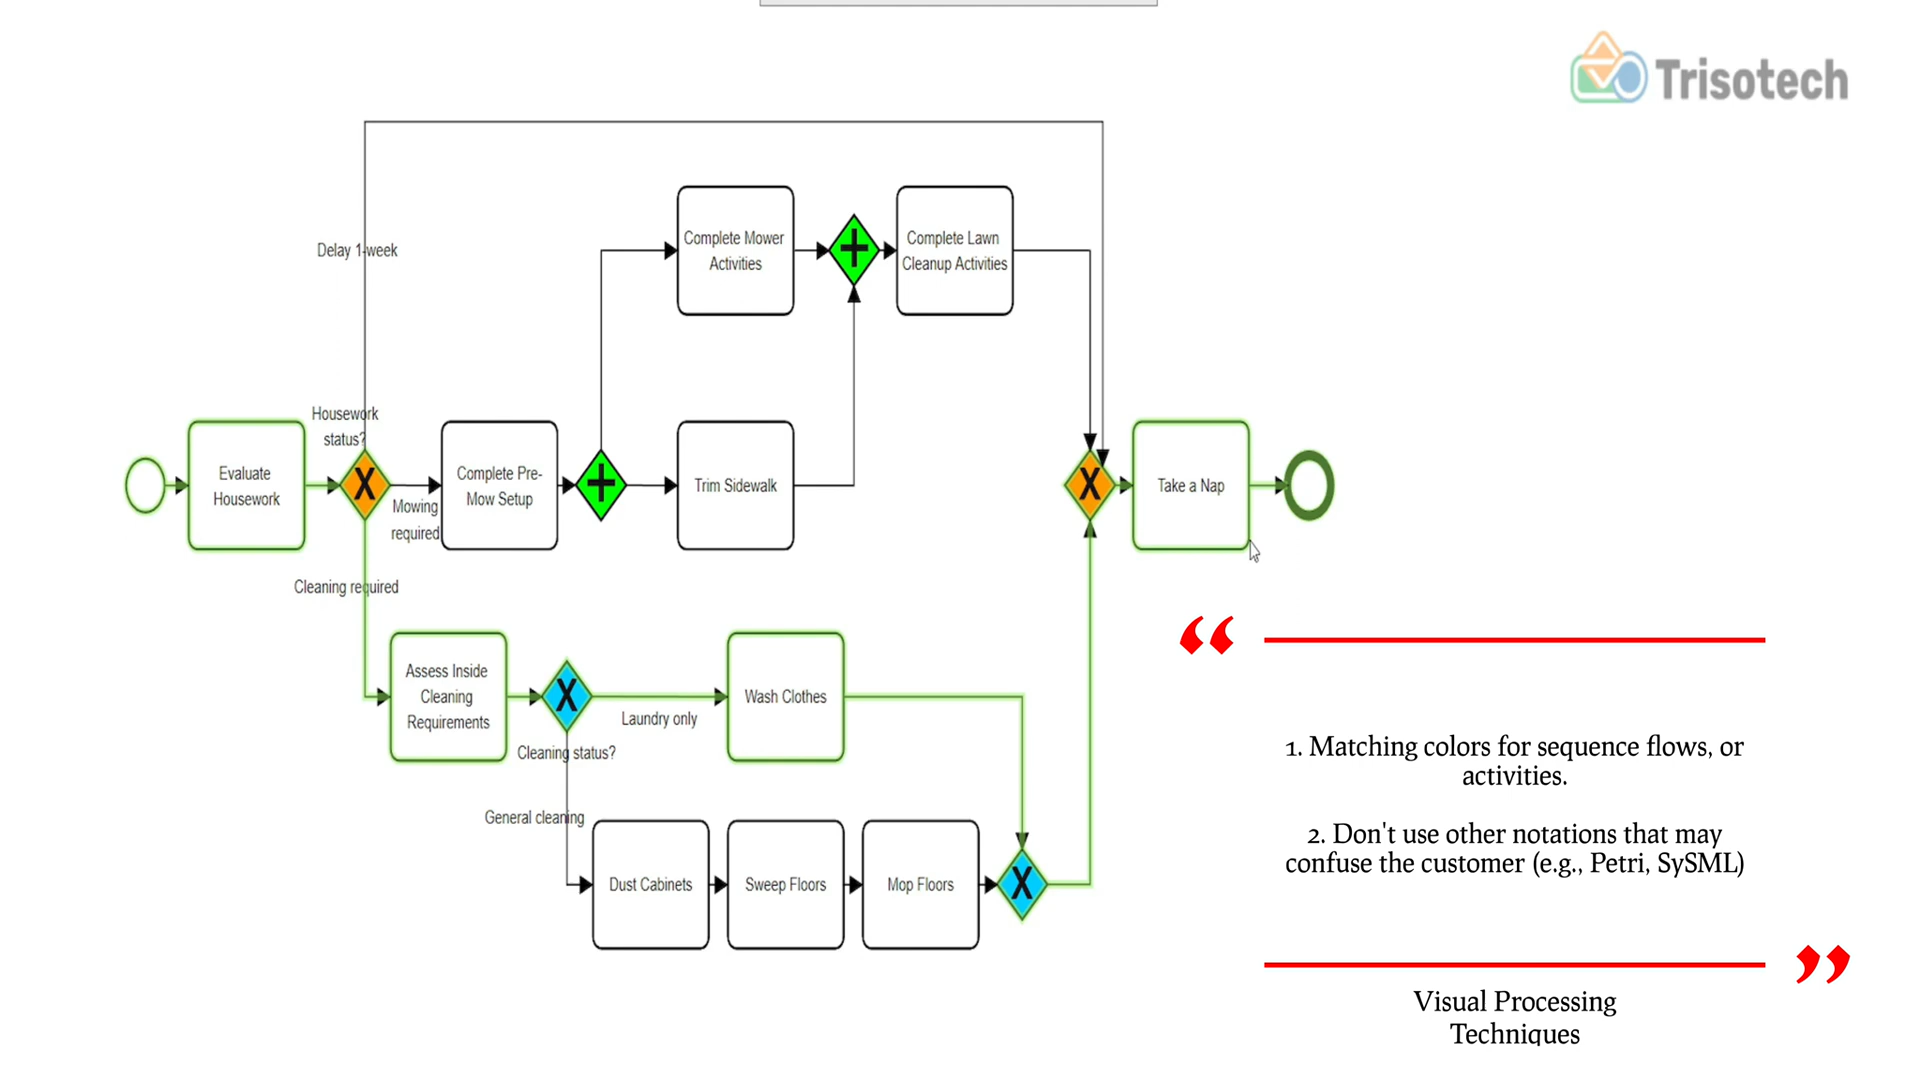 Trisotech
Delay 1-week
Complete Mower
Activities
Complete Lawn
Cleanup Activities
Housework
status?
Evaluate
Housework
X
Mowing
required
Complete Pre-
Mow Setup
Trim Sidewalk
X
Take a Nap
Cleaning required
Assess Inside
Cleaning
Requirements
X
Laundry only
Cleaning status?
Wash Clothes
General cleaning
Dust Cabinets
Sweep Floors
Mop Floors
X
“
1. Matching colors for sequence flows, or
activities.
2. Don't use other notations that may
confuse the customer (e.g., Petri, SySML)
”
Visual Processing
Techniques